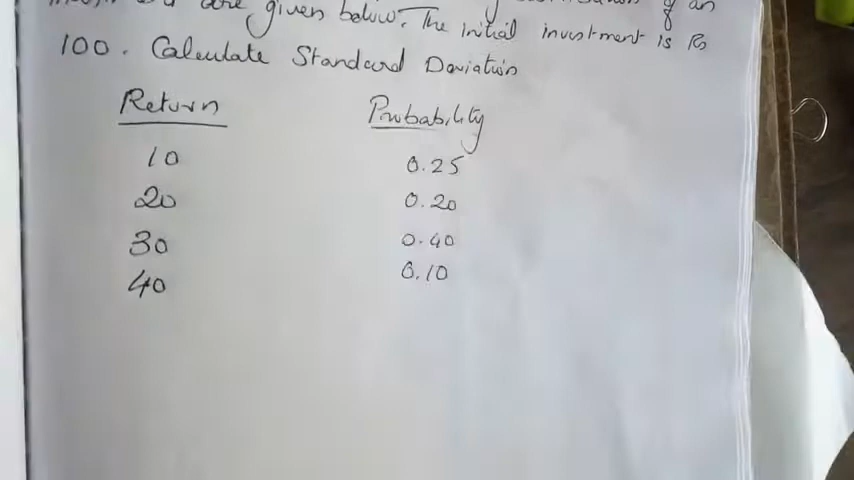 are given below. The initial investment is Rs
100. Calculate Standard Deviation
Return Probability
10 0.25
20 0.20
30 0.40
40 0.10